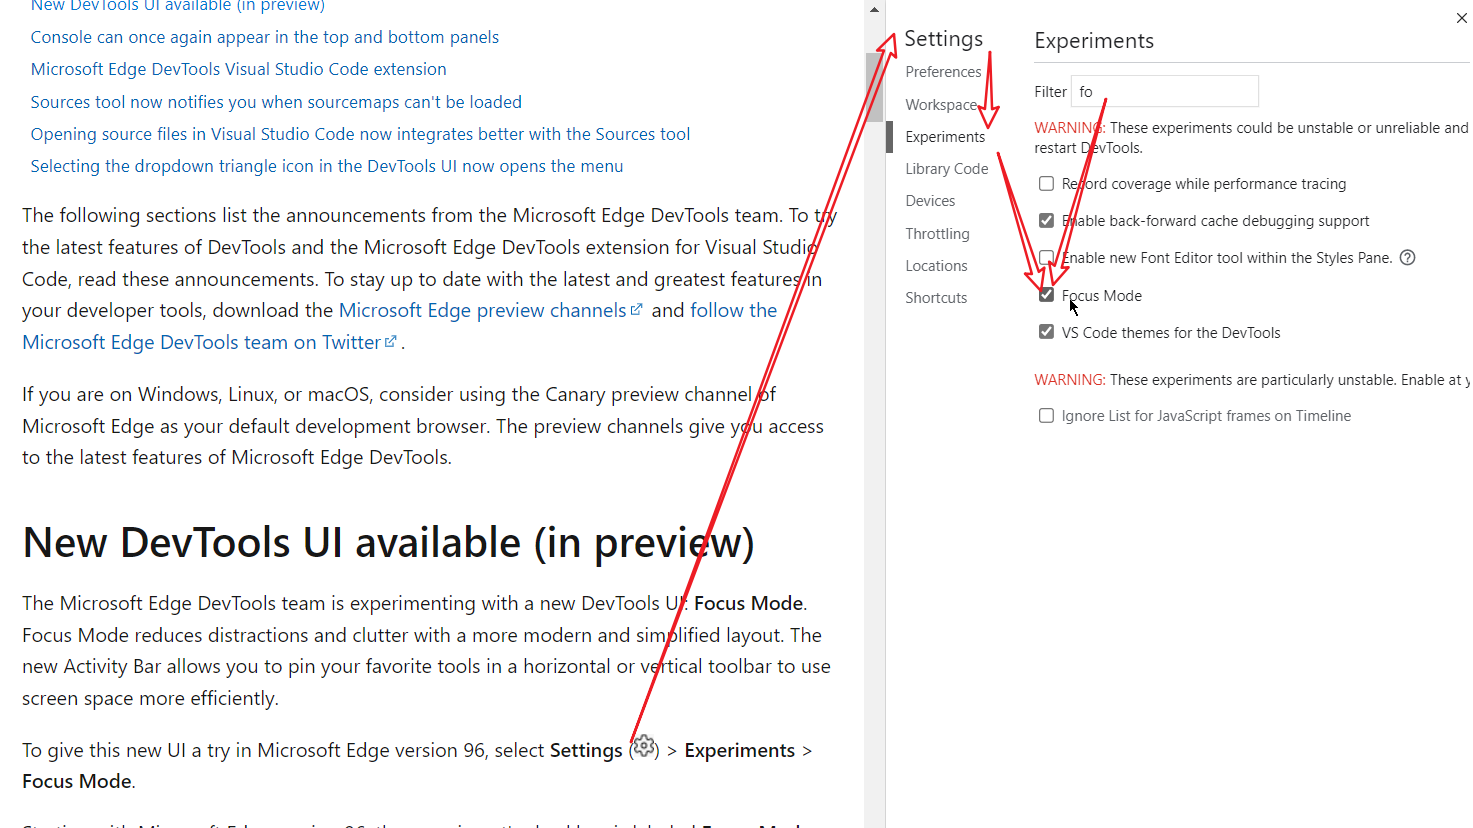 New DevTools UI available (in preview)
Console can once again appear in the top and bottom panels
Microsoft Edge DevTools Visual Studio Code extension
Sources tool now notifies you when sourcemaps can't be loaded
Opening source files in Visual Studio Code now integrates better with the Sources tool
Selecting the dropdown triangle icon in the DevTools UI now opens the menu
The following sections list the announcements from the Microsoft Edge DevTools team. To try
the latest features of DevTools and the Microsoft Edge DevTools extension for Visual Studio
Code, read these announcements. To stay up to date with the latest and greatest features in
your developer tools, download the Microsoft Edge preview channels and follow the
Microsoft Edge DevTools team on Twitter .
If you are on Windows, Linux, or macOS, consider using the Canary preview channel of
Microsoft Edge as your default development browser. The preview channels give you access
to the latest features of Microsoft Edge DevTools.
New DevTools UI available (in preview)
The Microsoft Edge DevTools team is experimenting with a new DevTools UI: Focus Mode.
Focus Mode reduces distractions and clutter with a more modern and simplified layout. The
new Activity Bar allows you to pin your favorite tools in a horizontal or vertical toolbar to use
screen space more efficiently.
To give this new UI a try in Microsoft Edge version 96, select Settings () > Experiments >
Focus Mode.
Settings
Preferences
Workspace
Experiments
Library Code
Devices
Throttling
Locations
Shortcuts
Experiments
Filter fo
WARNING: These experiments could be unstable or unreliable and
restart DevTools.
Record coverage while performance tracing
Enable back-forward cache debugging support
Enable new Font Editor tool within the Styles Pane. ?
Focus Mode
VS Code themes for the DevTools
WARNING: These experiments are particularly unstable. Enable at y
Ignore List for JavaScript frames on Timeline